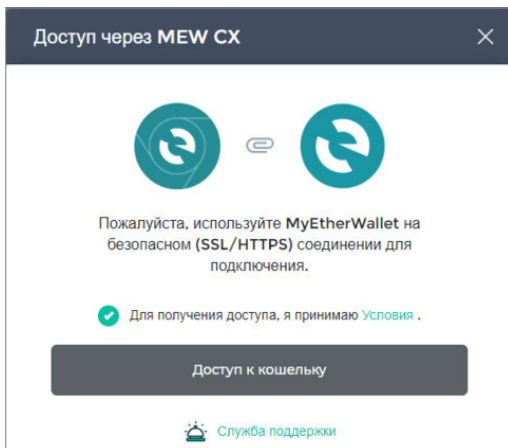 Доступ через MEW CX
Пожалуйста, используйте MyEtherWallet на
безопасном (SSL/HTTPS) соединении для
подключения.
Для получения доступа, я принимаю Условия .
Доступ к кошельку
Служба поддержки